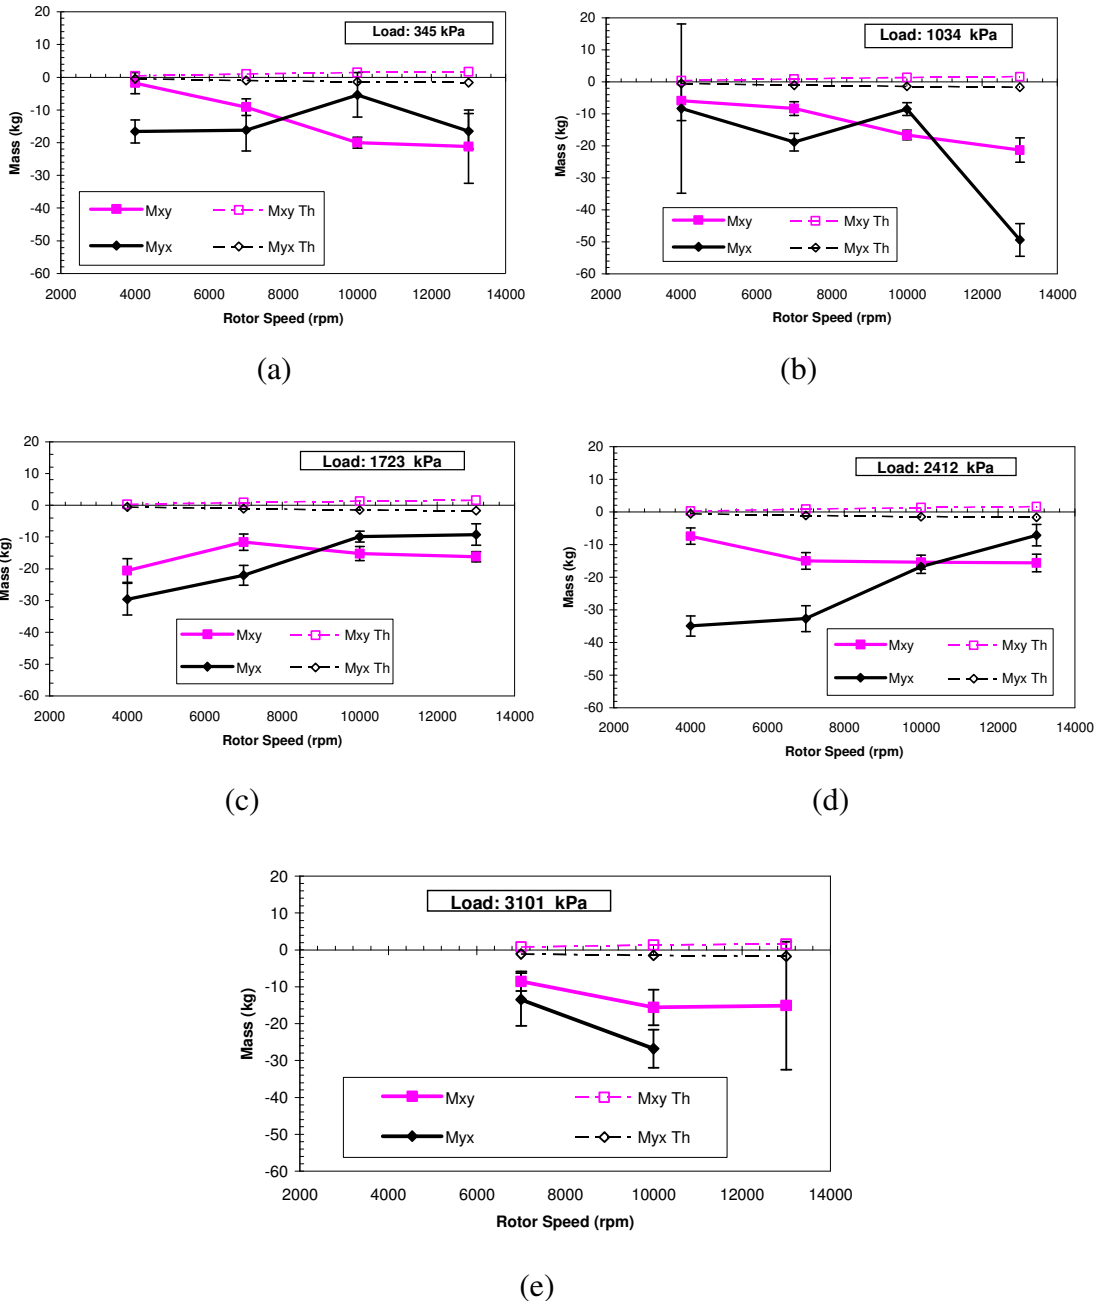 Load: 345 kPa
20
10
0
-10
-20
-30
-40
-50
-60
Mass (kg)
Mxy
Mxy Th
Myx
Myx Th
2000 4000 6000 8000 10000 12000 14000
Rotor Speed (rpm)
(a)
Load: 1034 kPa
20
10
0
-10
-20
-30
-40
-50
-60
Mass (kg)
Mxy
Mxy Th
Myx
Myx Th
2000 4000 6000 8000 10000 12000 14000
Rotor Speed (rpm)
(b)
Load: 1723 kPa
20
10
0
-10
-20
-30
-40
-50
-60
Mass (kg)
Mxy
Mxy Th
Myx
Myx Th
2000 4000 6000 8000 10000 12000 14000
Rotor Speed (rpm)
(c)
Load: 2412 kPa
20
10
0
-10
-20
-30
-40
-50
-60
Mass (kg)
Mxy
Mxy Th
Myx
Myx Th
2000 4000 6000 8000 10000 12000 14000
Rotor Speed (rpm)
(d)
Load: 3101 kPa
20
10
0
-10
-20
-30
-40
-50
-60
Mass (kg)
Mxy
Mxy Th
Myx
Myx Th
2000 4000 6000 8000 10000 12000 14000
Rotor Speed (rpm)
(e)